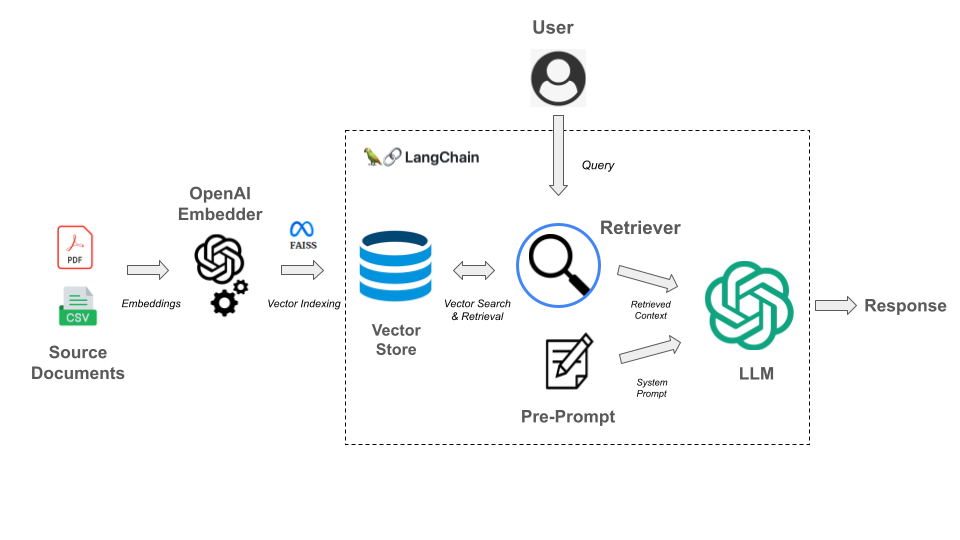 User
LangChain
Query
OpenAI
Embedder
FAISS
Retriever
PDF
CSV
Embeddings
Vector Indexing
Vector Search
& Retrieval
Retrieved
Context
Response
Vector
Store
Source
Documents
LLM
System
Prompt
Pre-Prompt